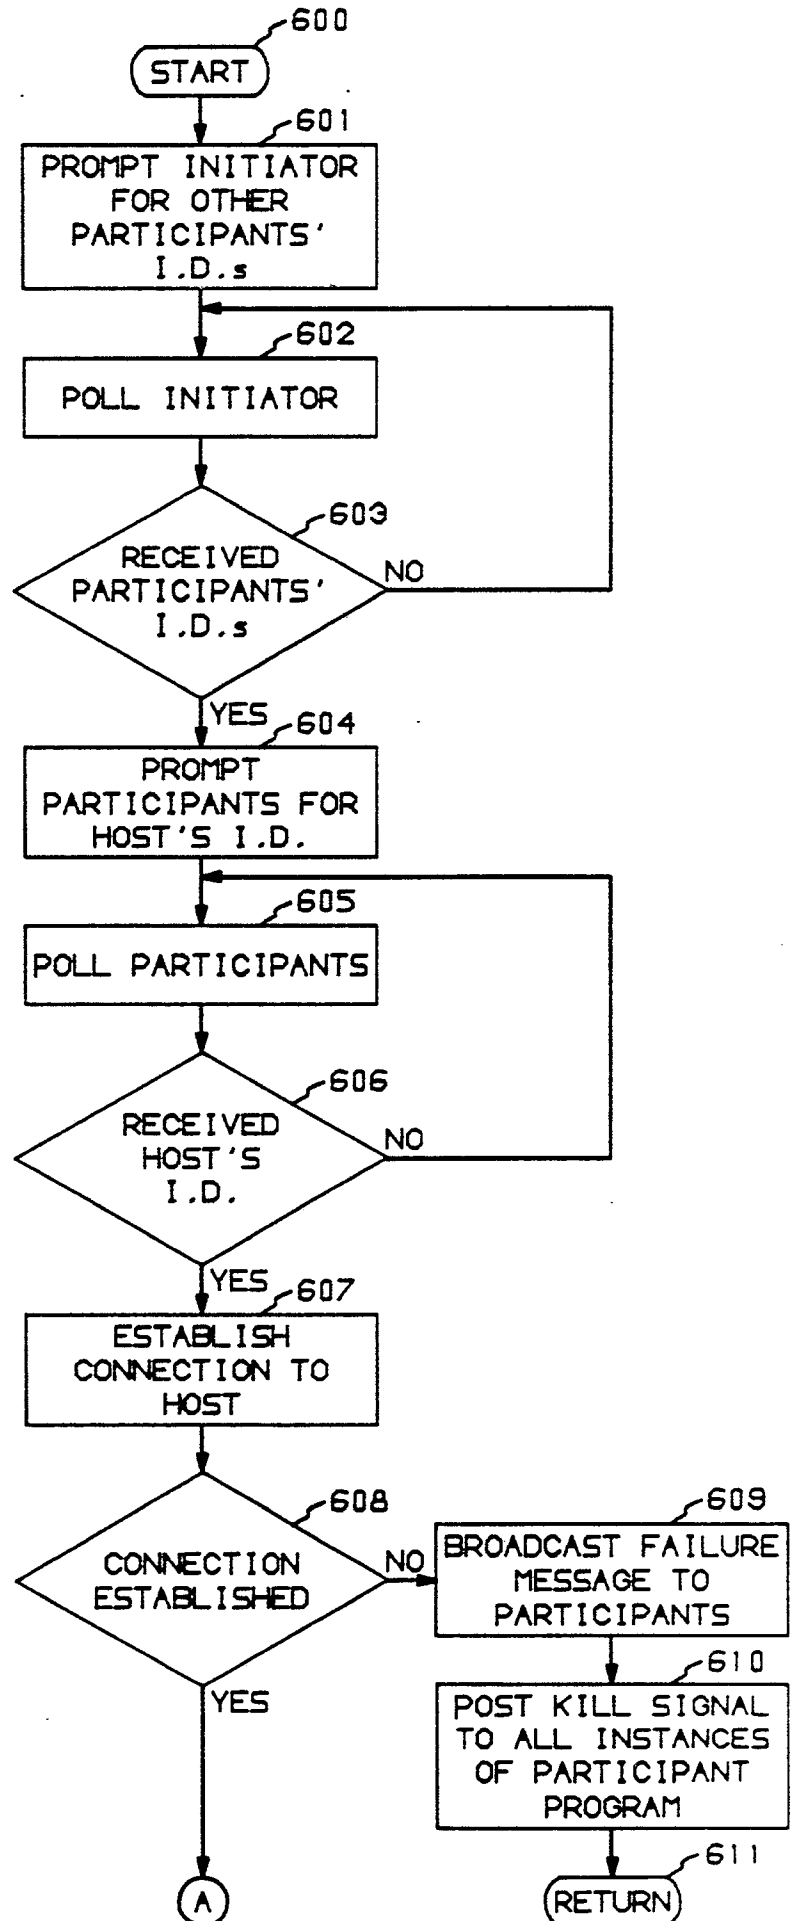 600
START
601
PROMPT INITIATOR
FOR OTHER
PARTICIPANTS'
I.D.s
602
POLL INITIATOR
603
RECEIVED
PARTICIPANTS'
I.D.s
NO
YES
604
PROMPT
PARTICIPANTS FOR
HOST'S I.D.
605
POLL PARTICIPANTS
606
RECEIVED
HOST'S
I.D.
NO
YES
607
ESTABLISH
CONNECTION TO
HOST
608
CONNECTION
ESTABLISHED
NO
YES
609
BROADCAST FAILURE
MESSAGE TO
PARTICIPANTS
610
POST KILL SIGNAL
TO ALL INSTANCES
OF PARTICIPANT
PROGRAM
611
A
RETURN